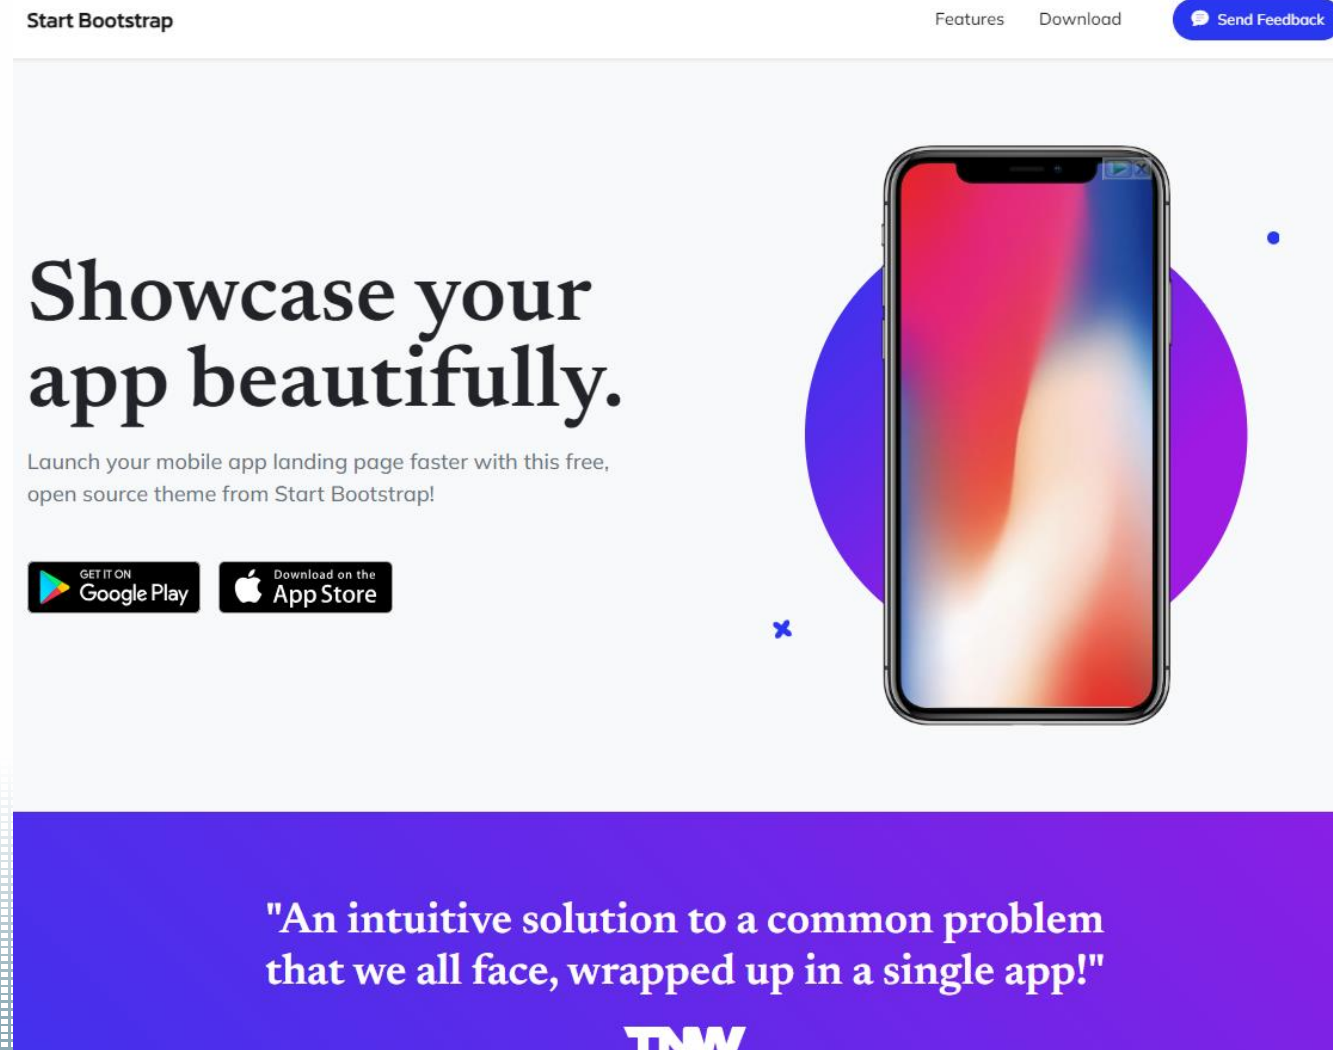 Start Bootstrap
Features
Download
Send Feedback
Showcase your
app beautifully.
Launch your mobile app landing page faster with this free,
open source theme from Start Bootstrap!
GET IT ON
Google Play
Download on the
App Store
"An intuitive solution to a common problem
that we all face, wrapped up in a single app!"
TNW